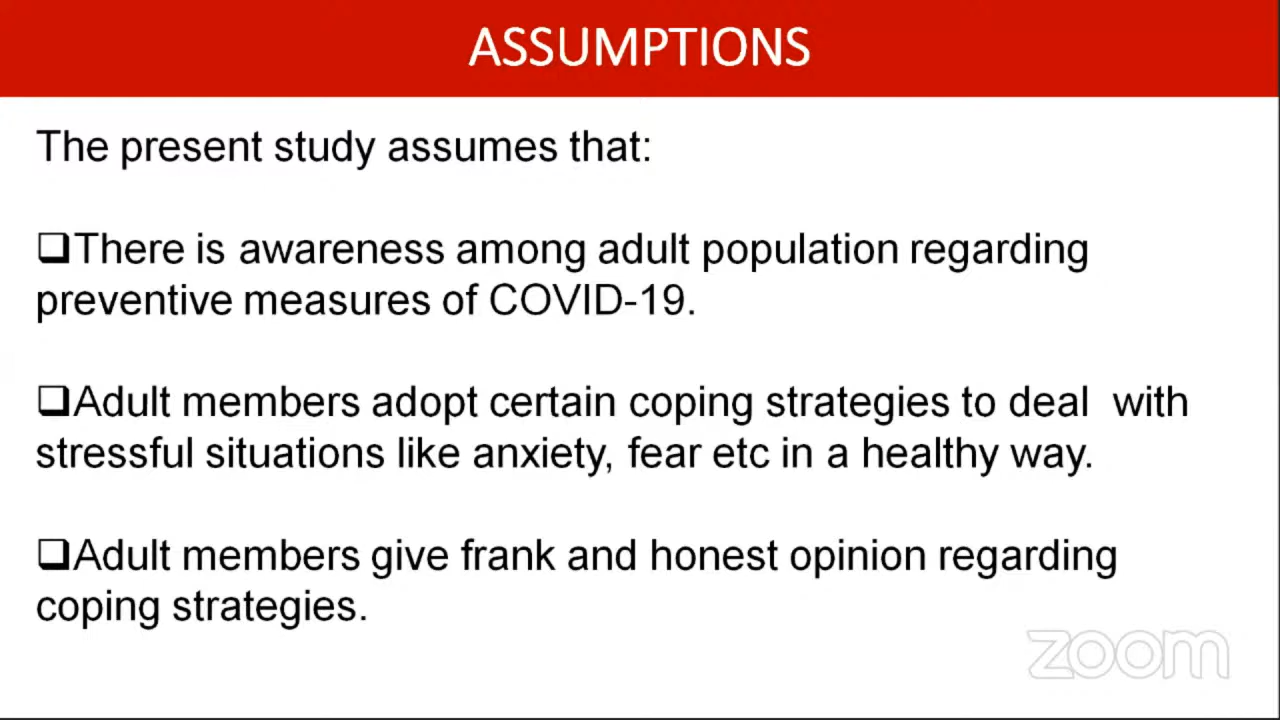 ASSUMPTIONS
The present study assumes that:
❑There is awareness among adult population regarding
preventive measures of COVID-19.
❑Adult members adopt certain coping strategies to deal  with
stressful situations like anxiety, fear etc in a healthy way.
❑Adult members give frank and honest opinion regarding
coping strategies.
zoom